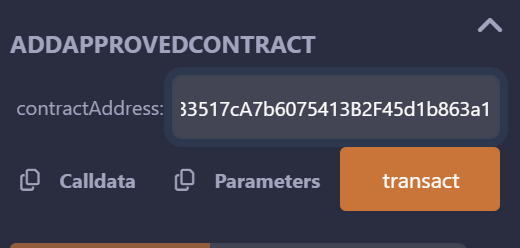 ADDAPPROVEDCONTRACT
contractAddress: 33517cA7b6075413B2F45d1b863a1
Calldata Parameters transact